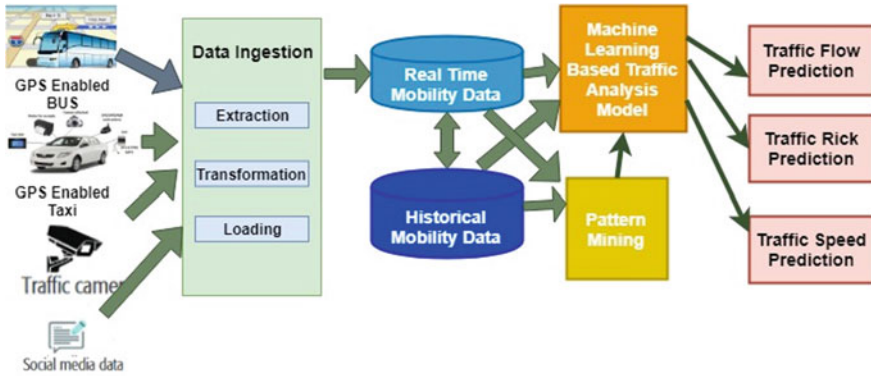 GPS Enabled
BUS
GPS Enabled
Taxi
Traffic camer
Social media data
Data Ingestion
Extraction
Transformation
Loading
Real Time
Mobility Data
Historical
Mobility Data
Machine
Learning
Based Traffic
Analysis
Model
Pattern
Mining
Traffic Flow
Prediction
Traffic Rick
Prediction
Traffic Speed
Prediction